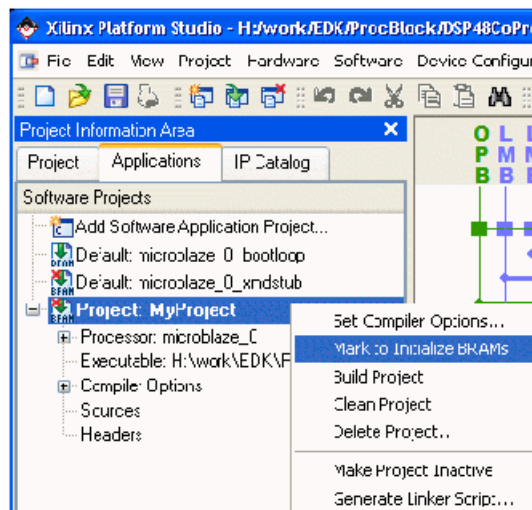 Xilinx Platform Studio - H:/work/EDK/ProcBlock/DSP48CoPr
File Edit View Project Hardware Software Device Configu
Project Information Area
Project Applications IP Catalog
O L L
P M M
B B B
Software Projects
Add Software Application Project...
Default: microblaze_0_bootloop
Default: microblaze_0_xmdstub
Project: MyProject
Processor: microblaze_0
Executable: H:\work\EDK\F
Compiler Options
Sources
Headers
Set Compiler Options...
Mark to Initialize BRAMs
Build Project
Clean Project
Delete Project...
Make Project Inactive
Generate Linker Script...